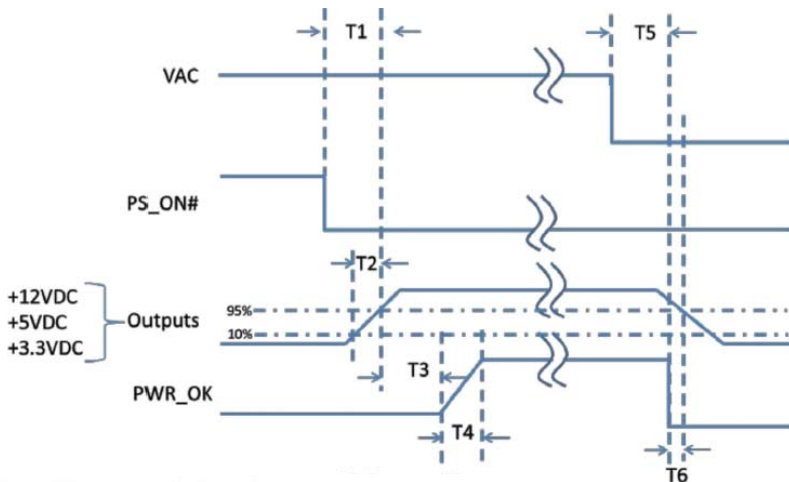 T1
T5
VAC
PS_ON#
T2
+12VDC
+5VDC
+3.3VDC
Outputs
95%
10%
T3
PWR_OK
T4
T6